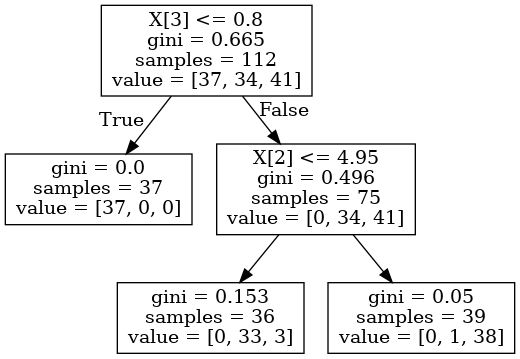 X[3] <= 0.8
gini = 0.665
samples = 112
value = [37, 34, 41]
True
False
gini = 0.0
samples = 37
value = [37, 0, 0]
X[2] <= 4.95
gini = 0.496
samples = 75
value = [0, 34, 41]
gini = 0.153
samples = 36
value = [0, 33, 3]
gini = 0.05
samples = 39
value = [0, 1, 38]